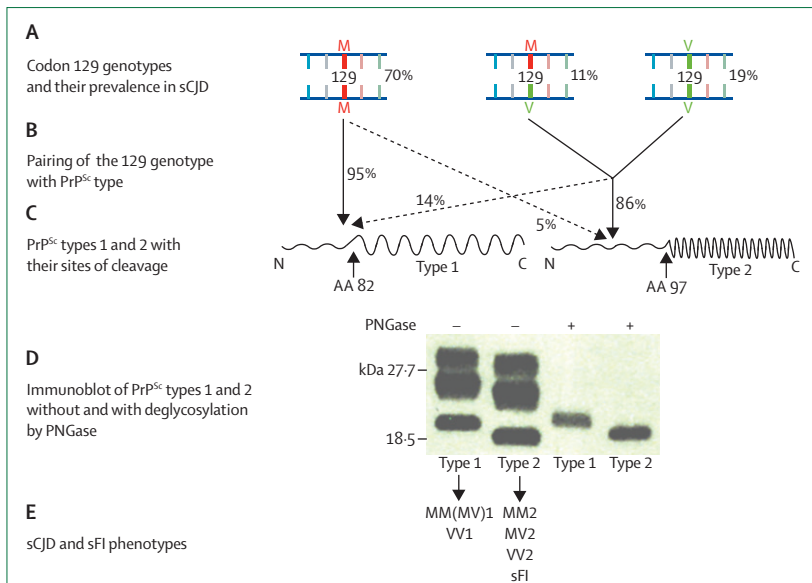 A
Codon 129 genotypes
and their prevalence in sCJD
M
129
70%
M
M
129
11%
V
V
129
19%
V
B
Pairing of the 129 genotype
with PrPSc type
95%
14%
5%
86%
C
PrPSc types 1 and 2 with
their sites of cleavage
N
Type 1
C
AA 82
N
Type 2
C
AA 97
PNGase – – + +
D
Immunoblot of PrPSc types 1 and 2
without and with deglycosylation
by PNGase
kDa 27·7
18·5
Type 1 Type 2 Type 1 Type 2
E
sCJD and sFI phenotypes
MM(MV)1
VV1
MM2
MV2
VV2
sFI